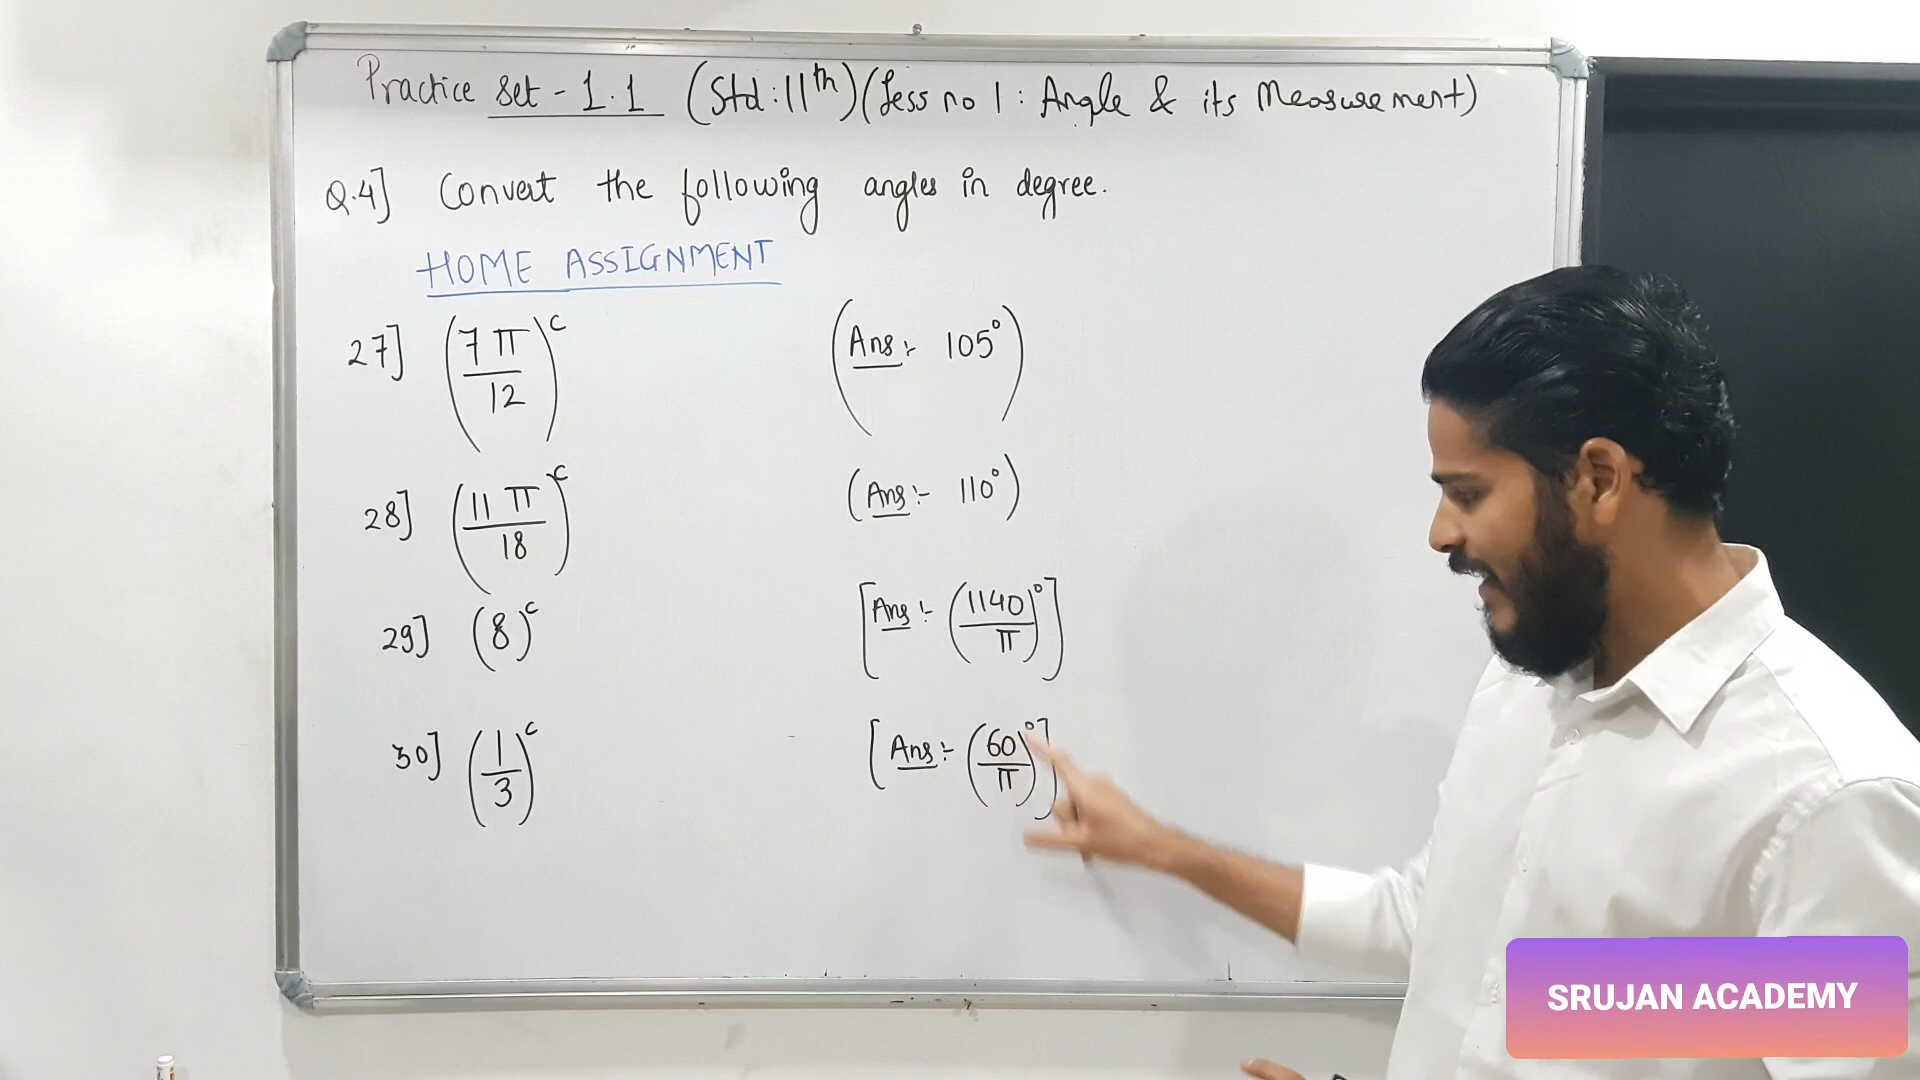 Practice Set - 1.1 (Std: 11th) (Less no 1: Angle & its Measurement)
Q.4] Convert the following angles in degree.
HOME ASSIGNMENT
27] (7π/12)^c (Ans:- 105°)
28] (11π/18)^c (Ans:- 110°)
29] (8)^c [Ans:- (1140/π)°]
30] (1/3)^c [Ans:- (60/π)°]
SRUJAN ACADEMY